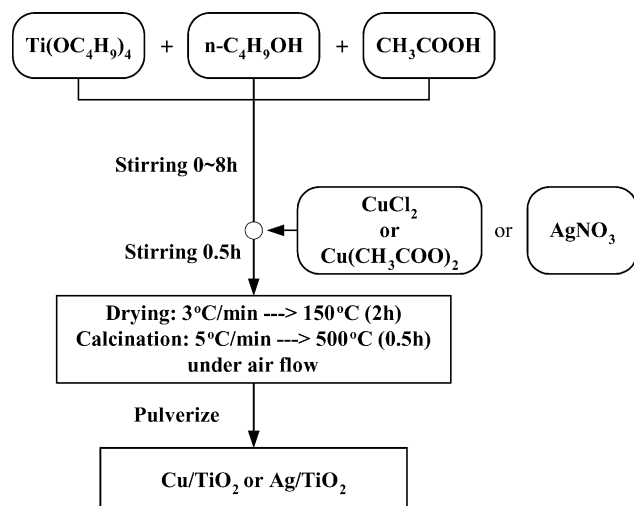 Ti(OC₄H₉)₄ + n-C₄H₉OH + CH₃COOH
Stirring 0~8h
CuCl₂
or
Cu(CH₃COO)₂
or
AgNO₃
Stirring 0.5h
Drying: 3°C/min ---> 150°C (2h)
Calcination: 5°C/min ---> 500°C (0.5h)
under air flow
Pulverize
Cu/TiO₂ or Ag/TiO₂